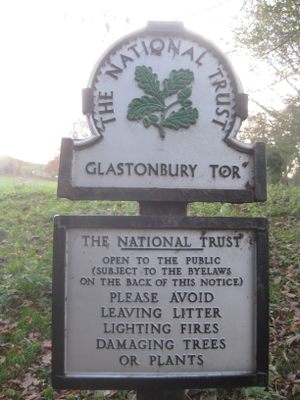 THE NATIONAL TRUST
GLASTONBURY TOR
THE NATIONAL TRUST
OPEN TO THE PUBLIC
(SUBJECT TO THE BYELAWS
ON THE BACK OF THIS NOTICE)
PLEASE AVOID
LEAVING LITTER
LIGHTING FIRES
DAMAGING TREES
OR PLANTS